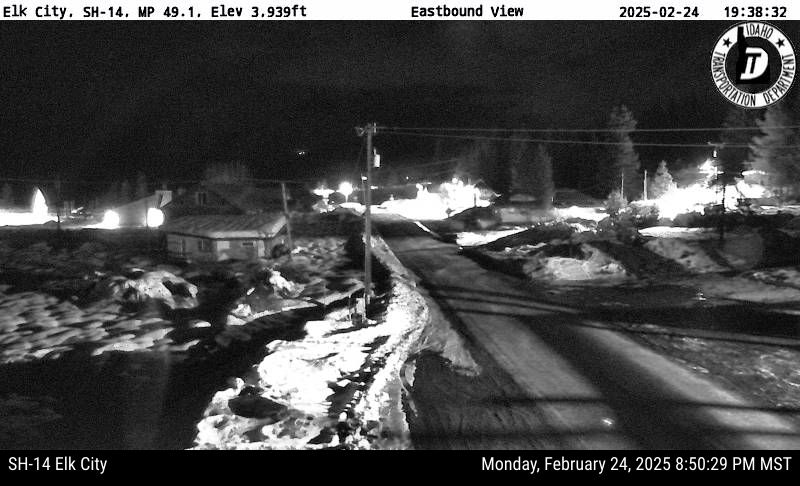 Elk City, SH-14, MP 49.1, Elev 3,939ft Eastbound View 2025-02-24 19:38:32
IDAHO TRANSPORTATION DEPARTMENT
SH-14 Elk City Monday, February 24, 2025 8:50:29 PM MST